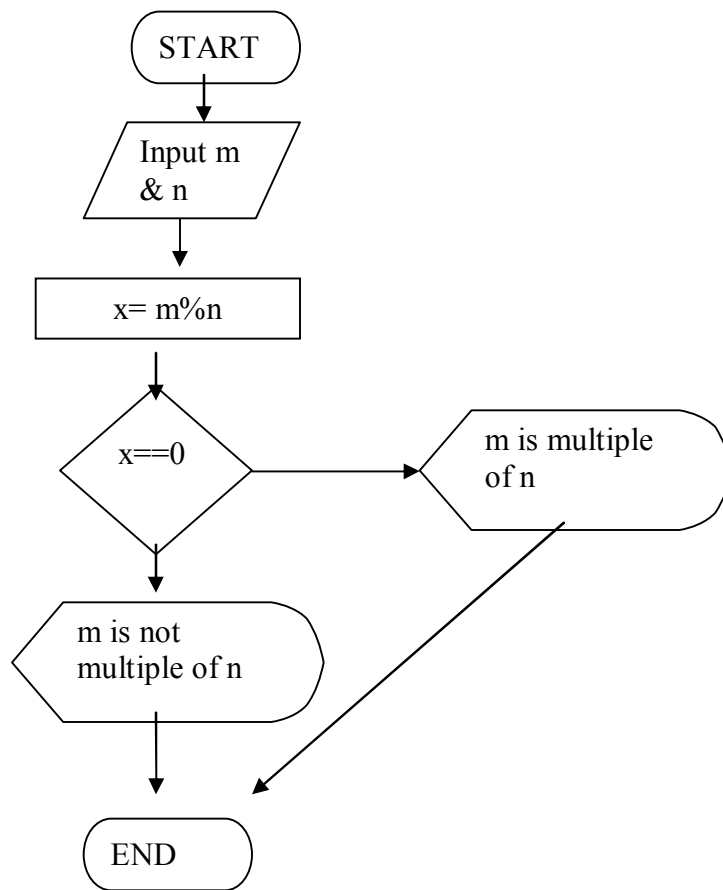 START
Input m
& n
x= m%n
x==0
m is multiple
of n
m is not
multiple of n
END